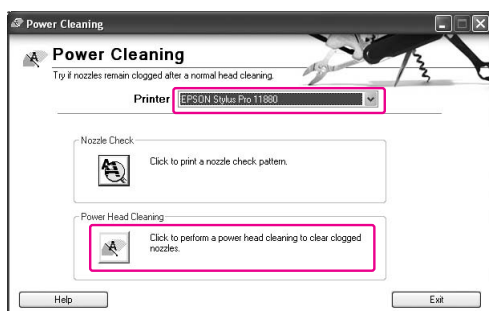 Power Cleaning
Power Cleaning
Try if nozzles remain clogged after a normal head cleaning.
Printer EPSON Stylus Pro 11880
Nozzle Check
Click to print a nozzle check pattern.
Power Head Cleaning
Click to perform a power head cleaning to clear clogged
nozzles.
Help Exit